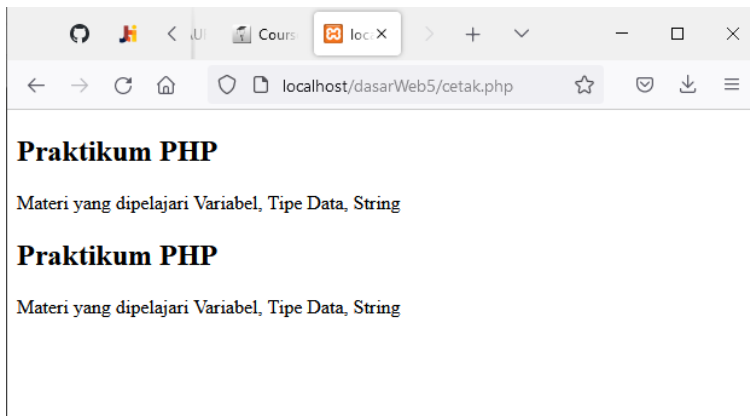 Cours
loc
localhost/dasarWeb5/cetak.php
Praktikum PHP
Materi yang dipelajari Variabel, Tipe Data, String
Praktikum PHP
Materi yang dipelajari Variabel, Tipe Data, String